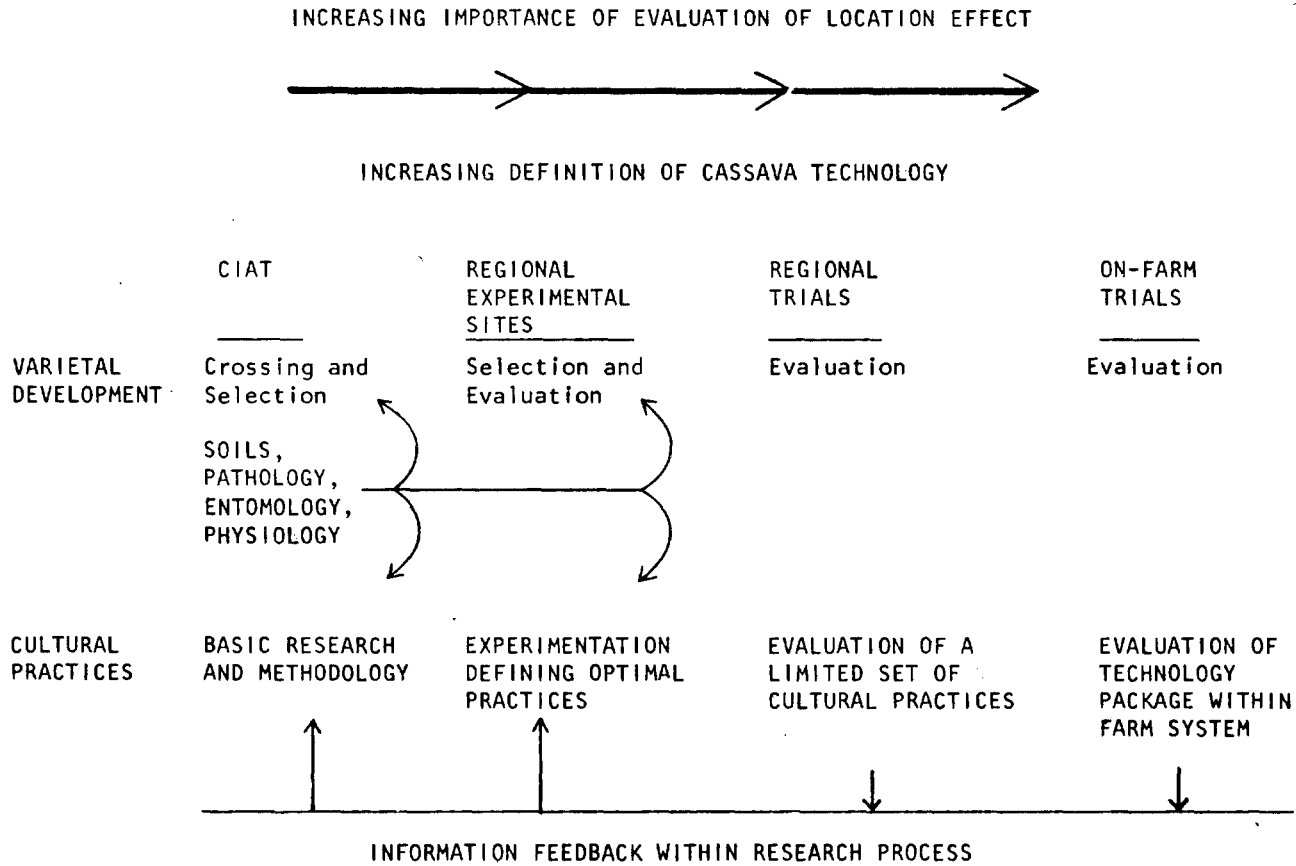 INCREASING IMPORTANCE OF EVALUATION OF LOCATION EFFECT
INCREASING DEFINITION OF CASSAVA TECHNOLOGY
CIAT
REGIONAL
EXPERIMENTAL
SITES
REGIONAL
TRIALS
ON-FARM
TRIALS
VARIETAL
DEVELOPMENT
Crossing and
Selection
Selection and
Evaluation
Evaluation
Evaluation
SOILS,
PATHOLOGY,
ENTOMOLOGY,
PHYSIOLOGY
CULTURAL
PRACTICES
BASIC RESEARCH
AND METHODOLOGY
EXPERIMENTATION
DEFINING OPTIMAL
PRACTICES
EVALUATION OF A
LIMITED SET OF
CULTURAL PRACTICES
EVALUATION OF
TECHNOLOGY
PACKAGE WITHIN
FARM SYSTEM
INFORMATION FEEDBACK WITHIN RESEARCH PROCESS